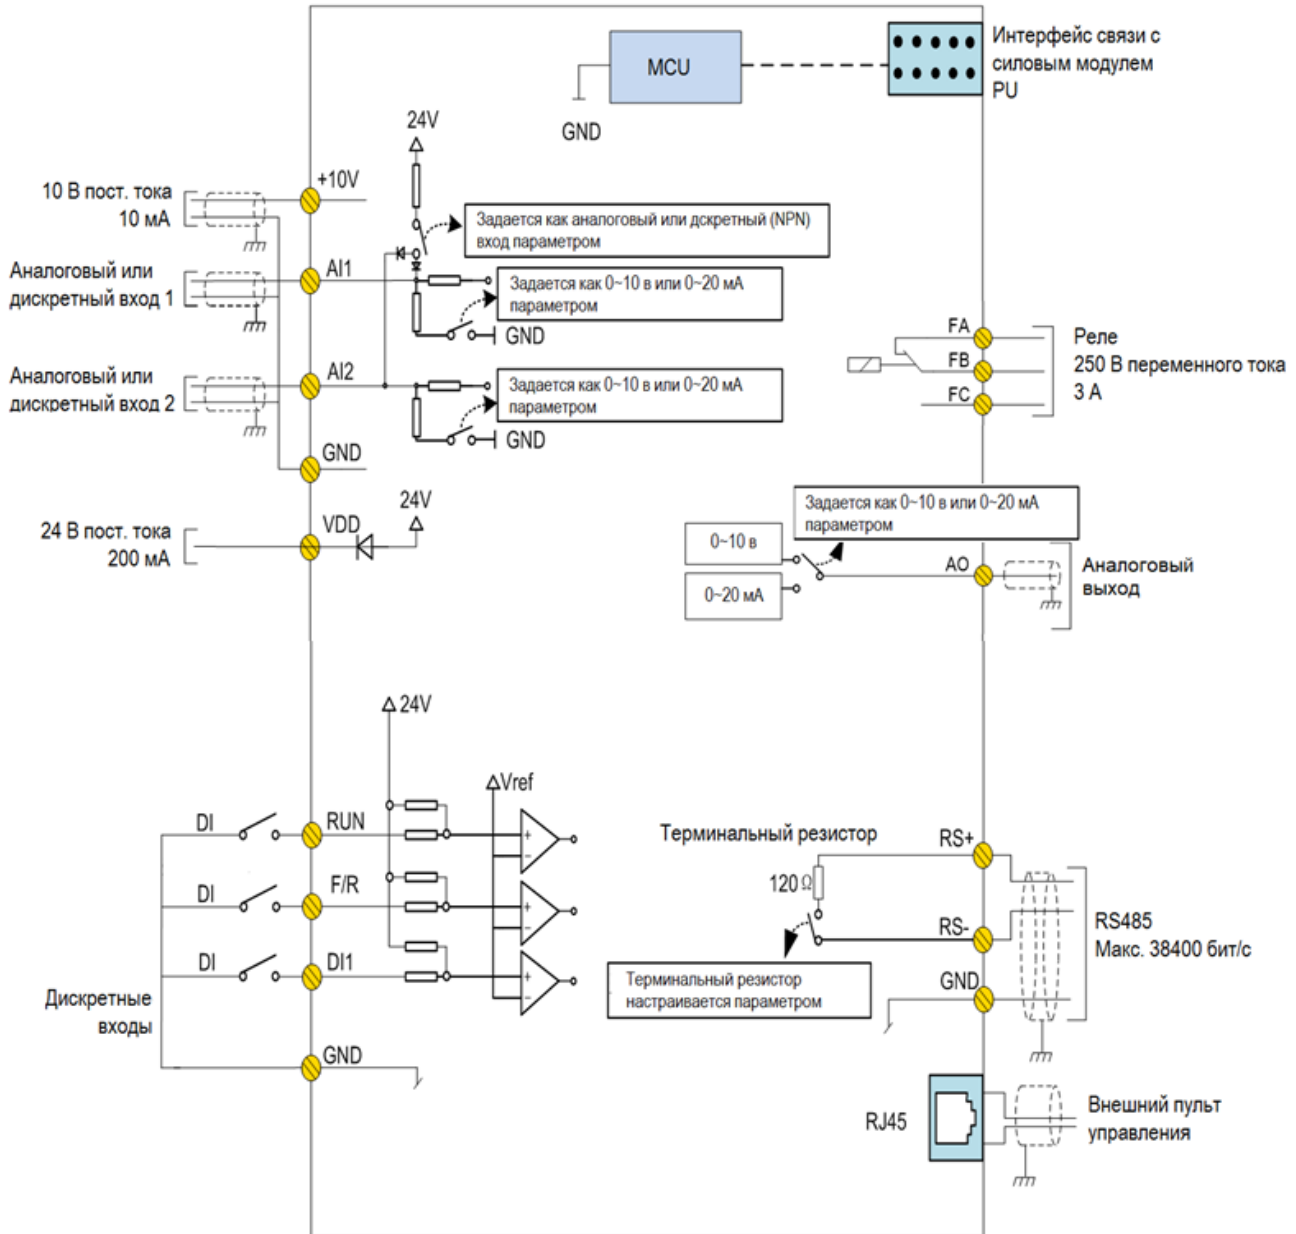 MCU
GND
Интерфейс связи с
силовым модулем
PU
24V
10 В пост. тока
10 мА
+10V
Задается как аналоговый или дскретный (NPN)
вход параметром
Аналоговый или
дискретный вход 1
AI1
Задается как 0~10 в или 0~20 мА
параметром
GND
Аналоговый или
дискретный вход 2
AI2
Задается как 0~10 в или 0~20 мА
параметром
GND
GND
24 В пост. тока
200 мА
VDD
24V
FA
FB
FC
Реле
250 В переменного тока
3 А
Задается как 0~10 в или 0~20 мА
параметром
0~10 в
0~20 мА
AO
Аналоговый
выход
24V
Vref
DI
RUN
+
−
DI
F/R
+
−
DI
DI1
+
−
Дискретные
входы
GND
Терминальный резистор
120 Ω
RS+
RS-
GND
RS485
Макс. 38400 бит/с
Терминальный резистор
настраивается параметром
RJ45
Внешний пульт
управления